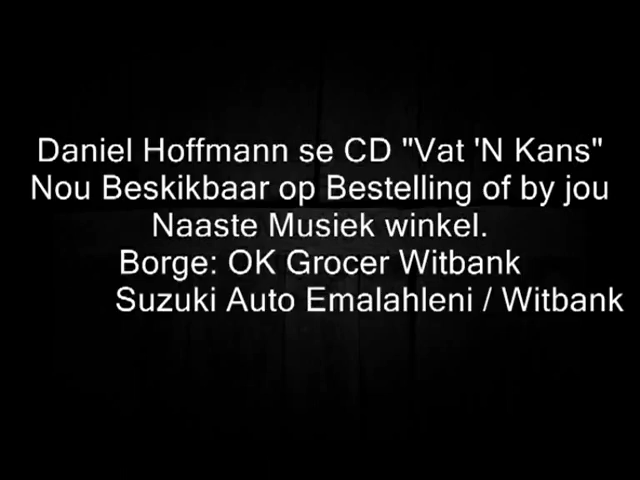 Daniel Hoffmann se CD "Vat 'N Kans"
Nou Beskikbaar op Bestelling of by jou
Naaste Musiek winkel.
Borge: OK Grocer Witbank
Suzuki Auto Emalahleni / Witbank